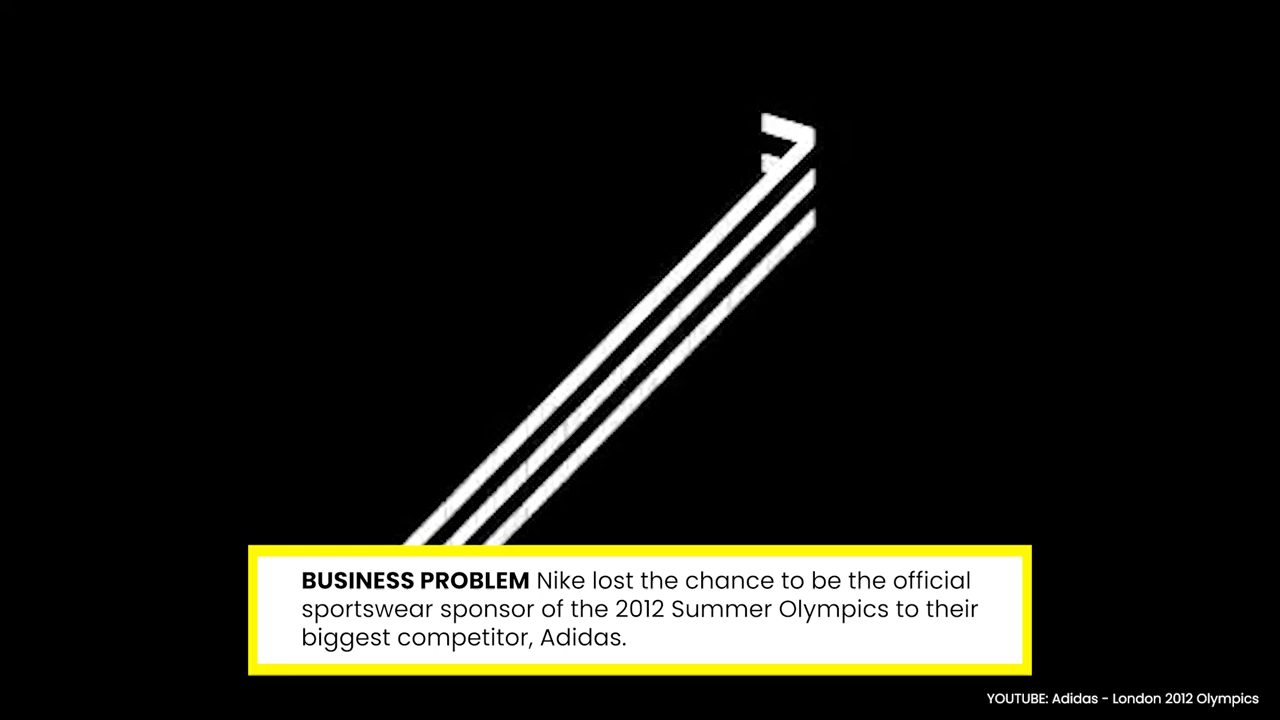 BUSINESS PROBLEM Nike lost the chance to be the official
sportswear sponsor of the 2012 Summer Olympics to their
biggest competitor, Adidas.
YOUTUBE: Adidas - London 2012 Olympics